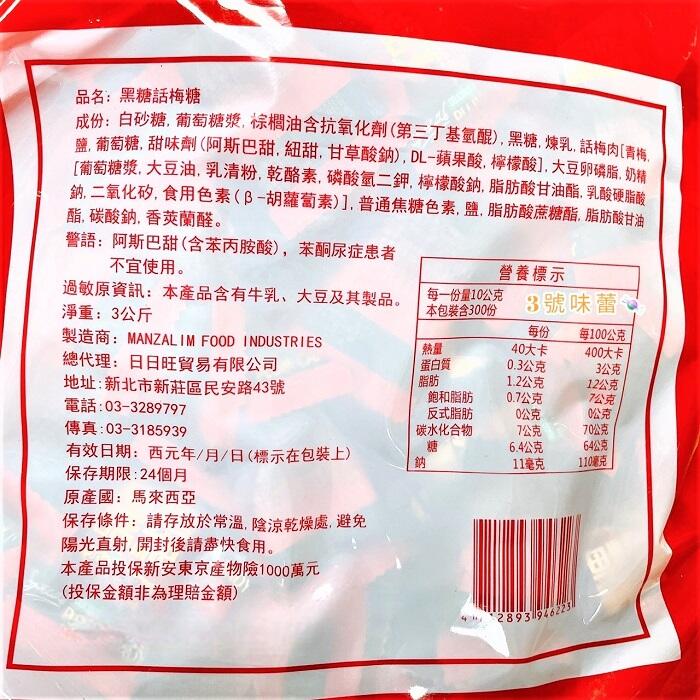 品名: 黑糖話梅糖
成份: 白砂糖, 葡萄糖漿, 棕櫚油含抗氧化劑(第三丁基氫醌), 黑糖, 煉乳, 話梅肉[青梅,
鹽, 葡萄糖, 甜味劑(阿斯巴甜, 紐甜, 甘草酸鈉), DL-蘋果酸, 檸檬酸], 大豆卵磷脂, 奶精
[葡萄糖漿, 大豆油, 乳清粉, 乾酪素, 磷酸氫二鉀, 檸檬酸鈉, 脂肪酸甘油酯, 乳酸硬脂酸
鈉, 二氧化矽, 食用色素(β-胡蘿蔔素)], 普通焦糖色素, 鹽, 脂肪酸蔗糖酯, 脂肪酸甘油
酯, 碳酸鈉, 香莢蘭醛。
警語: 阿斯巴甜(含苯丙胺酸), 苯酮尿症患者
不宜使用。
過敏原資訊: 本產品含有牛乳、大豆及其製品。
淨重: 3公斤
製造商: MANZALIM FOOD INDUSTRIES
總代理: 日日旺貿易有限公司
地址:新北市新莊區民安路43號
電話:03-3289797
傳真:03-3185939
有效日期: 西元年/月/日(標示在包裝上)
保存期限:24個月
原產國: 馬來西亞
保存條件: 請存放於常溫, 陰涼乾燥處, 避免
陽光直射, 開封後請盡快食用。
本產品投保新安東京產物險1000萬元
(投保金額非為理賠金額)
營養標示
每一份量10公克
本包裝含300份
3號味蕾
每份 每100公克
熱量 40大卡 400大卡
蛋白質 0.3公克 3公克
脂肪 1.2公克 12公克
飽和脂肪 0.7公克 7公克
反式脂肪 0公克 0公克
碳水化合物 7公克 70公克
糖 6.4公克 64公克
鈉 11毫克 110毫克
12893 946223